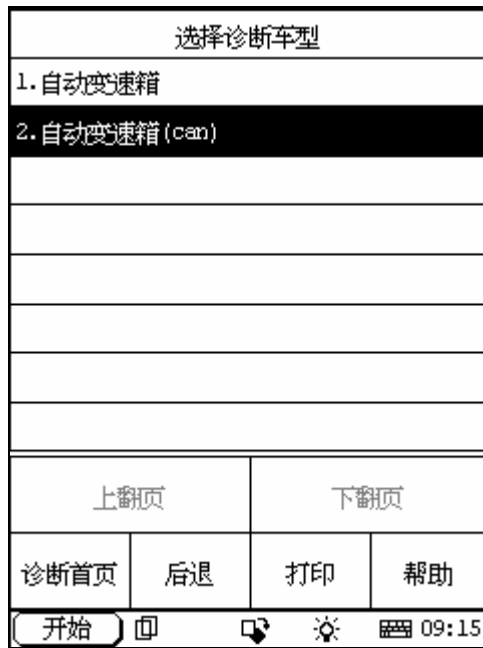 选择诊断车型
1.自动变速箱
2.自动变速箱(can)
上翻页 下翻页
诊断首页 后退 打印 帮助
开始 09:15